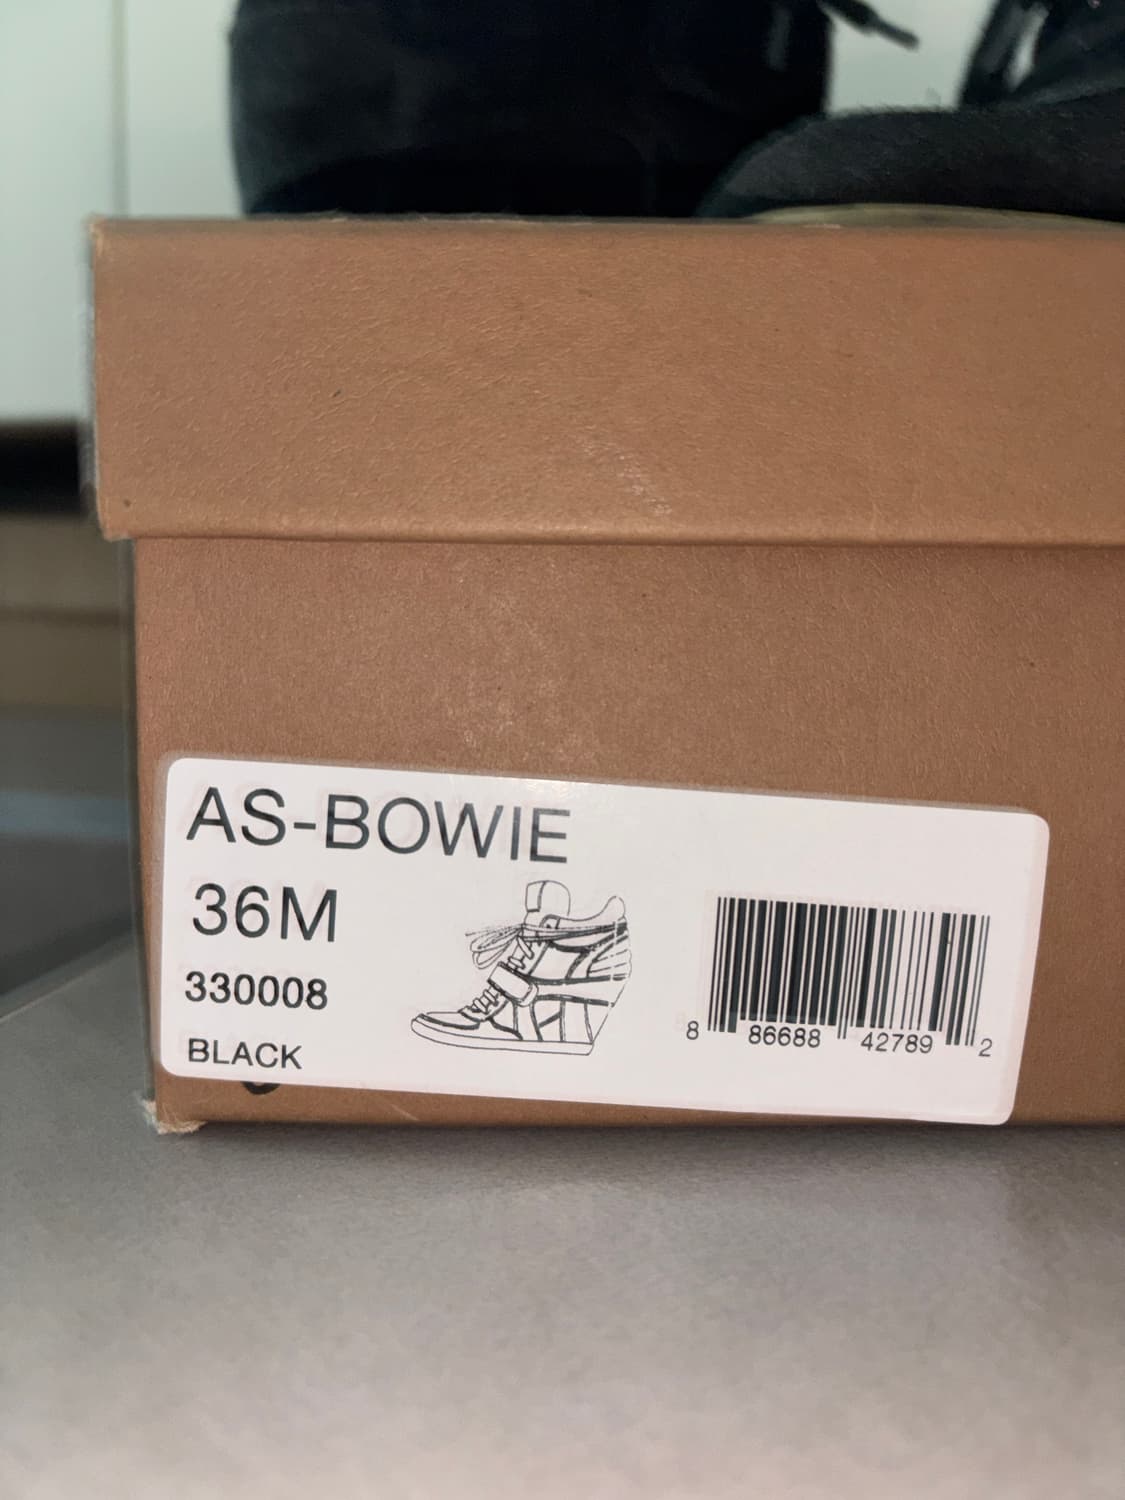 AS-BOWIE
36M
330008
BLACK
8 86688 42789 2